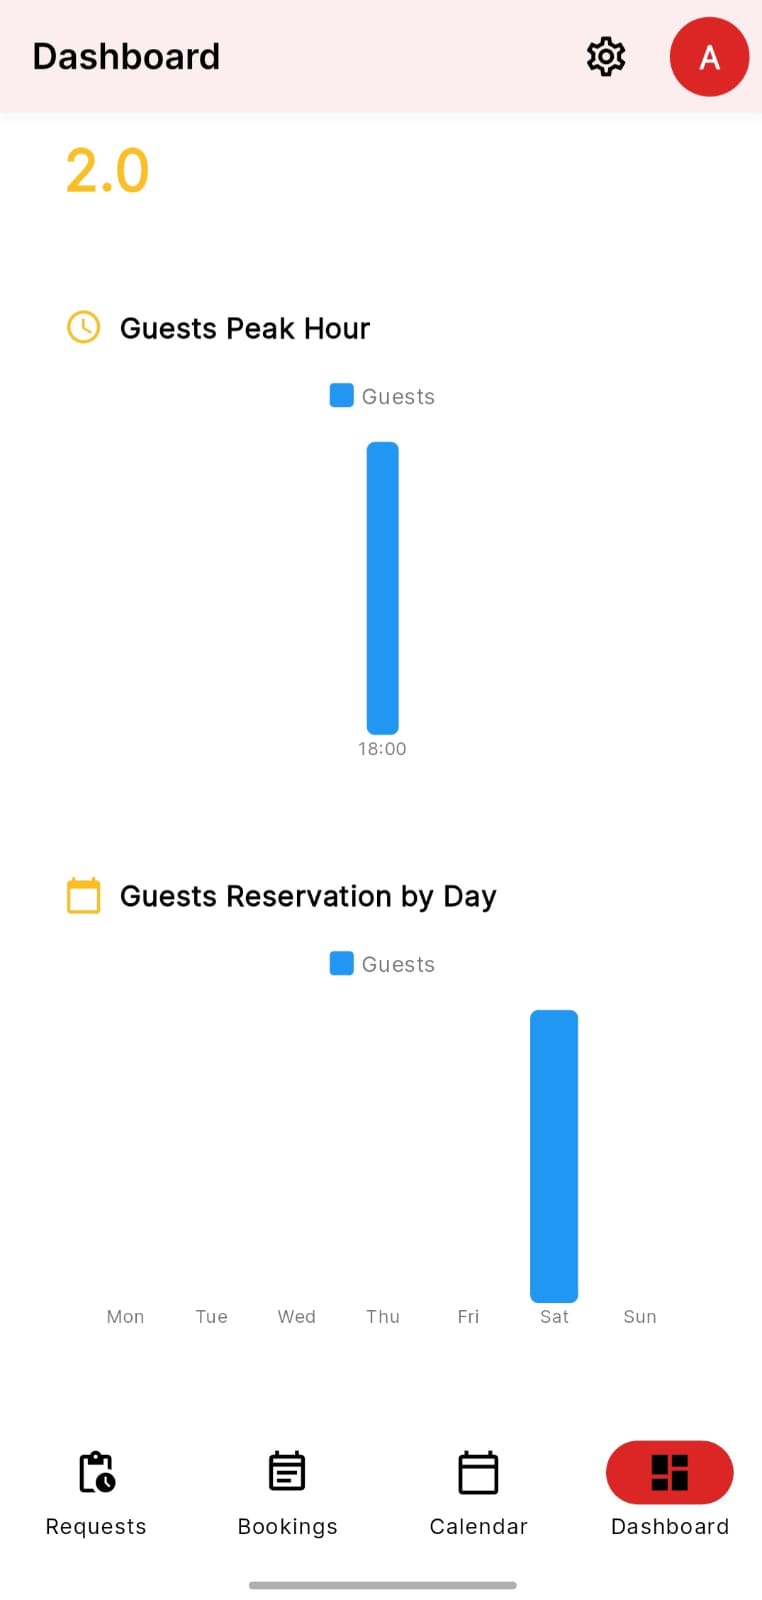 Dashboard
A
2.0
Guests Peak Hour
Guests
18:00
Guests Reservation by Day
Guests
Mon Tue Wed Thu Fri Sat Sun
Requests Bookings Calendar Dashboard